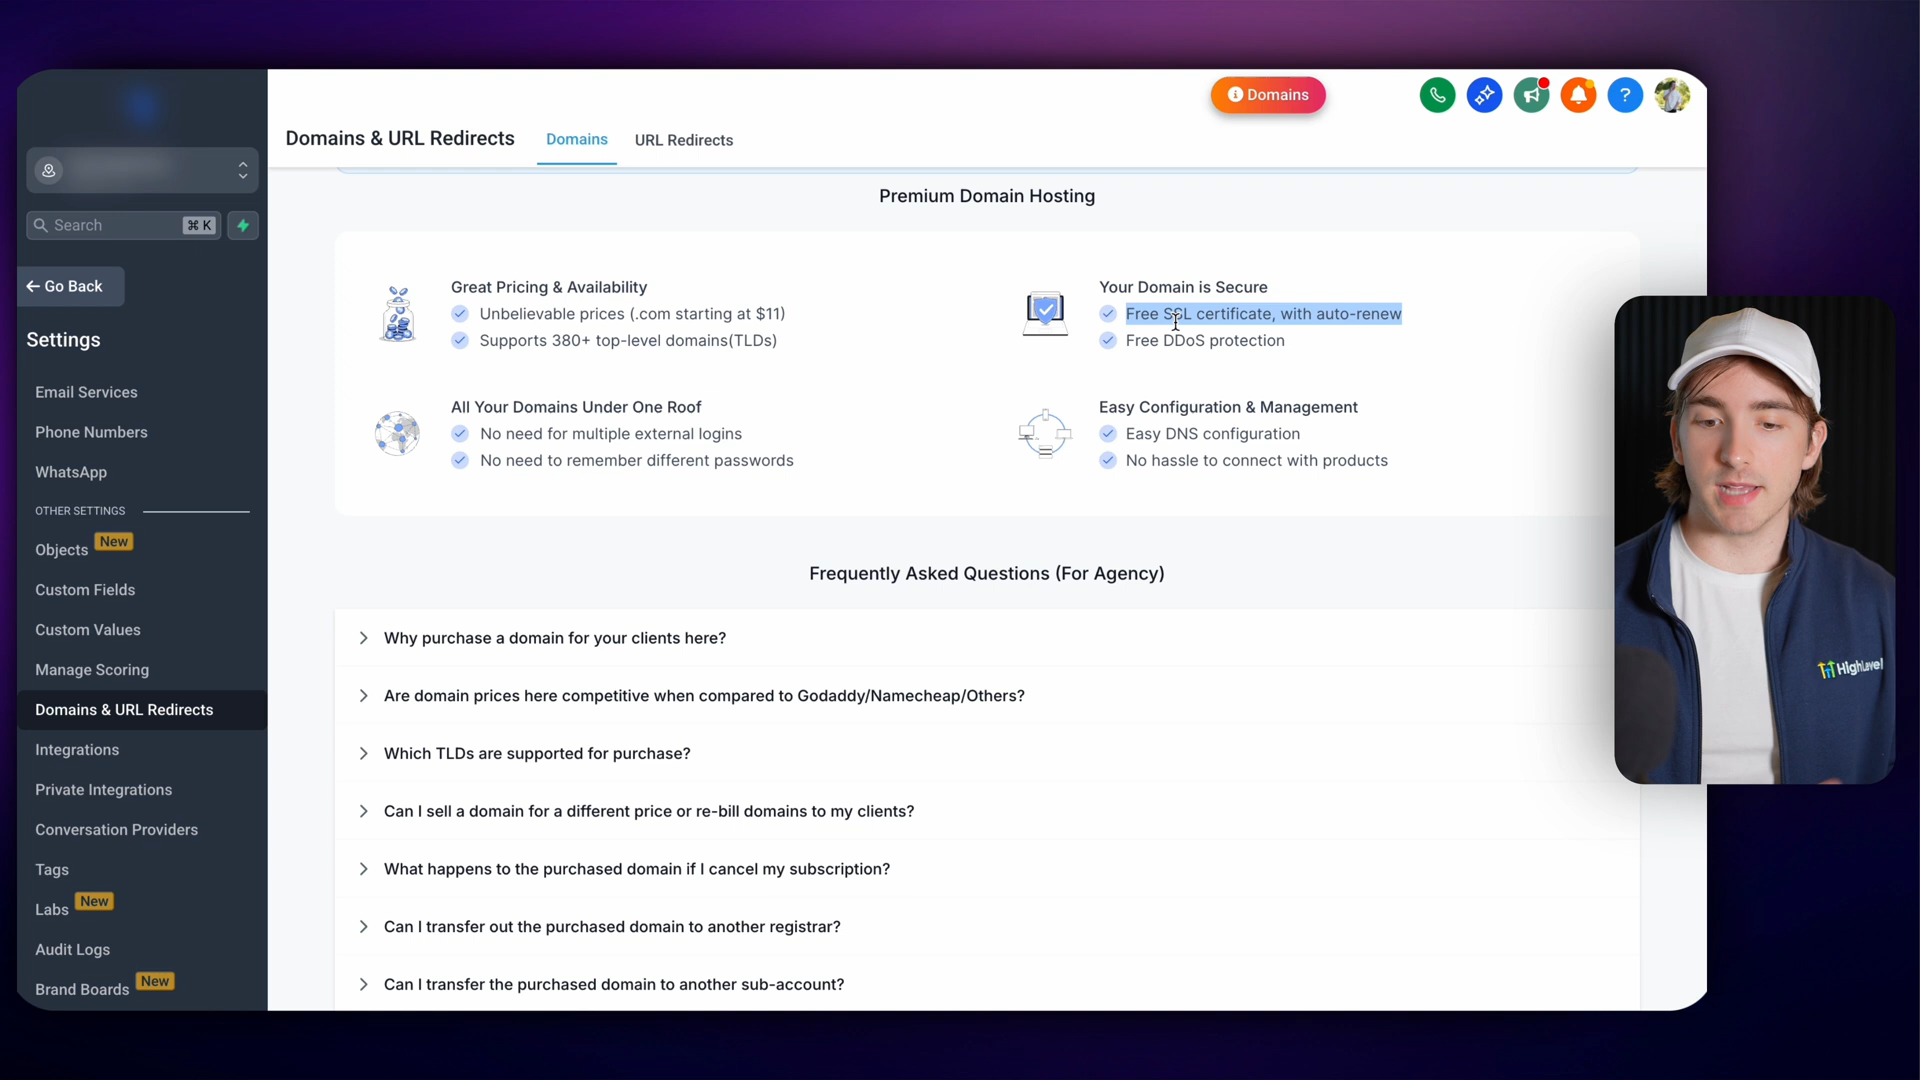 Domains
Domains & URL Redirects
Domains
URL Redirects
Search
⌘ K
Go Back
Settings
Email Services
Phone Numbers
WhatsApp
OTHER SETTINGS
Objects
New
Custom Fields
Custom Values
Manage Scoring
Domains & URL Redirects
Integrations
Private Integrations
Conversation Providers
Tags
Labs
New
Audit Logs
Brand Boards
New
Premium Domain Hosting
Great Pricing & Availability
Unbelievable prices (.com starting at $11)
Supports 380+ top-level domains(TLDs)
Your Domain is Secure
Free SSL certificate, with auto-renew
Free DDoS protection
All Your Domains Under One Roof
No need for multiple external logins
No need to remember different passwords
Easy Configuration & Management
Easy DNS configuration
No hassle to connect with products
Frequently Asked Questions (For Agency)
Why purchase a domain for your clients here?
Are domain prices here competitive when compared to Godaddy/Namecheap/Others?
Which TLDs are supported for purchase?
Can I sell a domain for a different price or re-bill domains to my clients?
What happens to the purchased domain if I cancel my subscription?
Can I transfer out the purchased domain to another registrar?
Can I transfer the purchased domain to another sub-account?
HighLevel